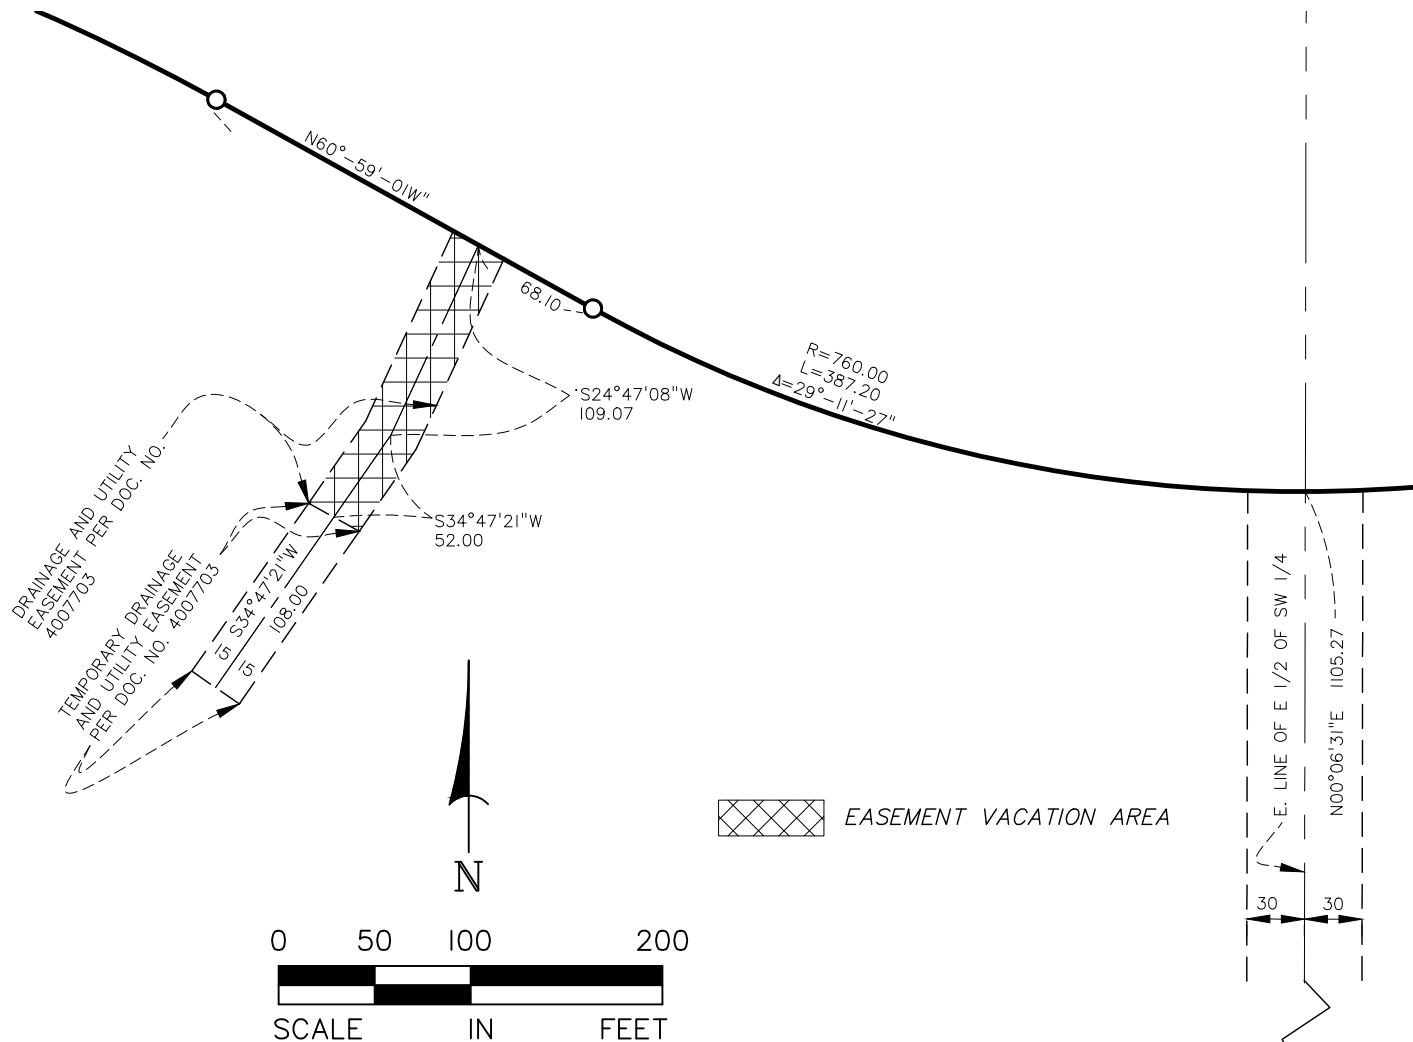 N60°-59'-01W"
68.10
R=760.00
L=387.20
Δ=29°-11'-27"
S24°47'08"W
109.07
S34°47'21"W
52.00
DRAINAGE AND UTILITY
EASEMENT PER DOC. NO.
4007703
TEMPORARY DRAINAGE
AND UTILITY EASEMENT
PER DOC. NO. 4007703
S34°47'21"W
108.00
15
15
E. LINE OF E 1/2 OF SW 1/4
N00°06'31"E 1105.27
30
30
EASEMENT VACATION AREA
N
0 50 100 200
SCALE IN FEET